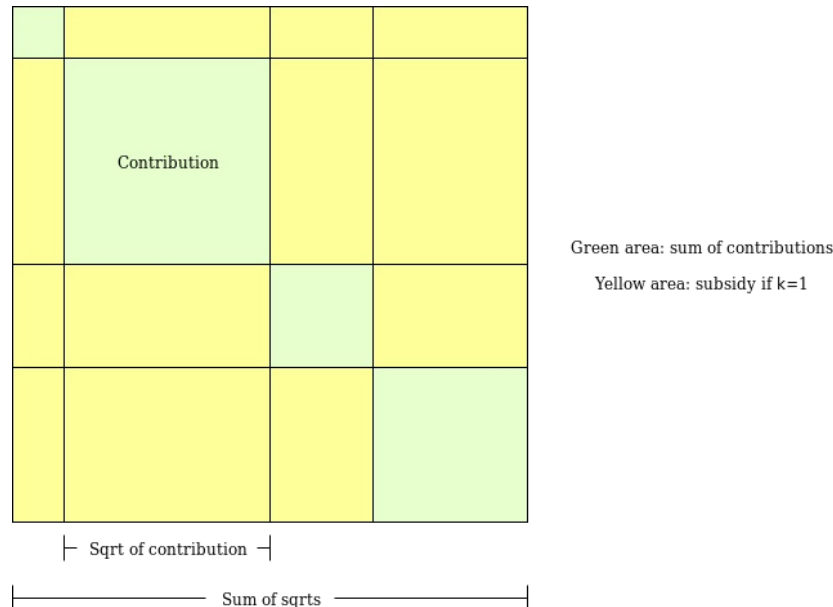 Contribution
Green area: sum of contributions
Yellow area: subsidy if k=1
Sqrt of contribution
Sum of sqrts